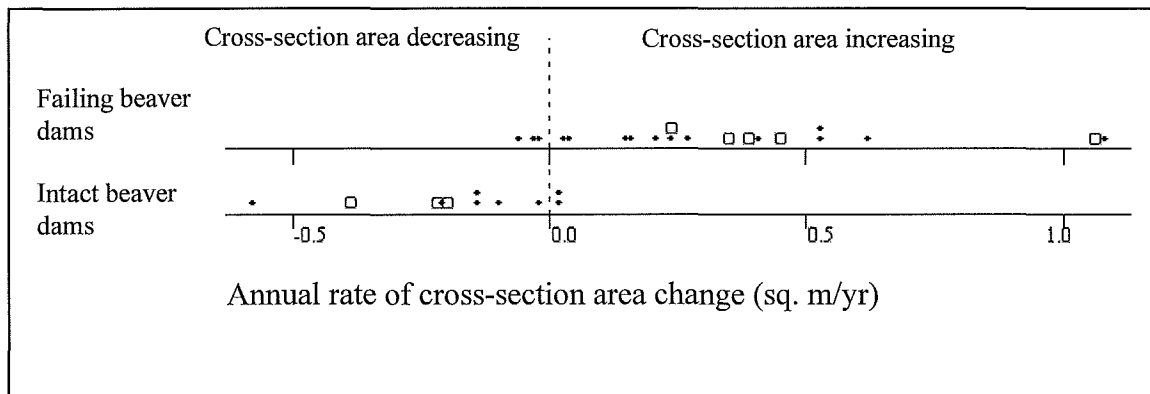 Cross-section area decreasing
Cross-section area increasing
Failing beaver
dams
Intact beaver
dams
-0.5
0.0
0.5
1.0
Annual rate of cross-section area change (sq. m/yr)